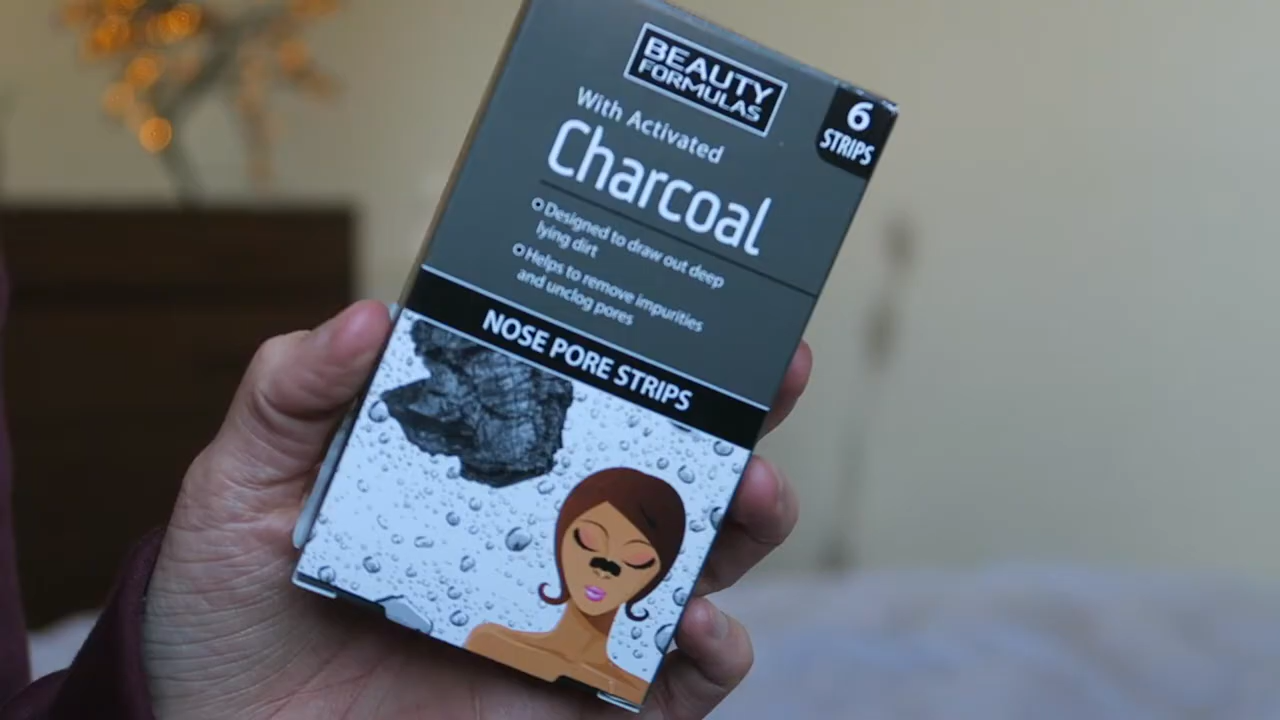 BEAUTY
FORMULAS
6
STRIPS
With Activated
Charcoal
Designed to draw out deep
lying dirt
Helps to remove impurities
and unclog pores
NOSE PORE STRIPS